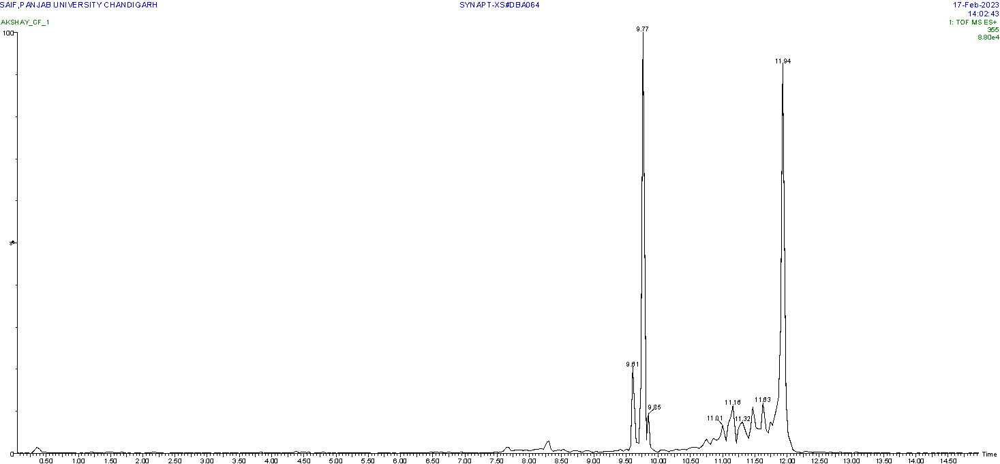 SAIF,PANJAB UNIVERSITY CHANDIGARH
SYNAPT-XS#DBA064
17-Feb-2023
14:02:43
AKSHAY_CF_1
1: TOF MS ES+
355
8.80e4
100
9.77
11.94
%
9.61
9.85
11.01
11.16
11.32
11.63
0
0.50 1.00 1.50 2.00 2.50 3.00 3.50 4.00 4.50 5.00 5.50 6.00 6.50 7.00 7.50 8.00 8.50 9.00 9.50 10.00 10.50 11.00 11.50 12.00 12.50 13.00 13.50 14.00 14.50 Time